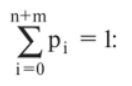 n+m
∑ pᵢ = 1:
i=0